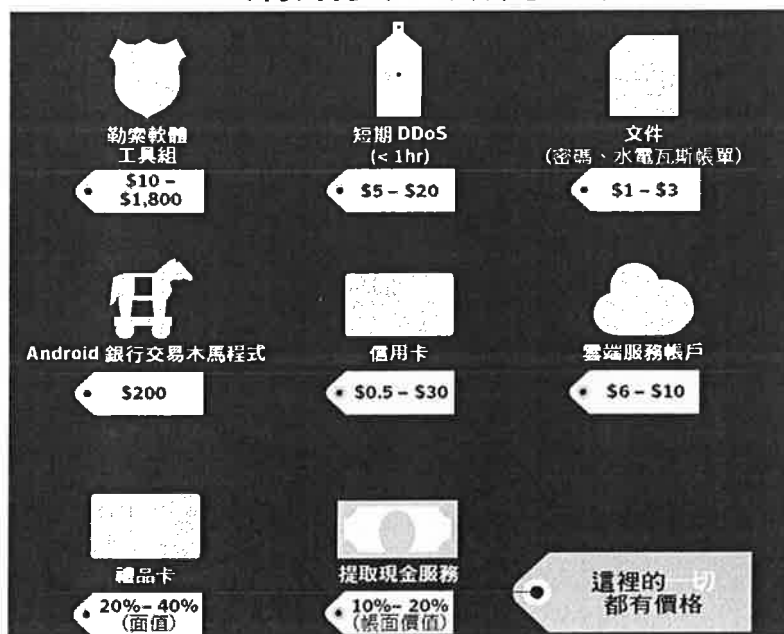 勒索軟體
工具組
$10 –
$1,800
短期 DDoS
(< 1hr)
$5 – $20
文件
(密碼、水電瓦斯帳單)
$1 – $3
Android 銀行交易木馬程式
$200
信用卡
$0.5 – $30
雲端服務帳戶
$6 – $10
禮品卡
20%– 40%
(面值)
提取現金服務
10%– 20%
(帳面價值)
這裡的一切
都有價格